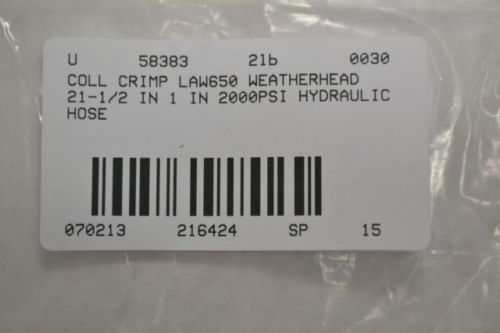 U 58383 2lb 0030
COLL CRIMP LAW650 WEATHERHEAD
21-1/2 IN 1 IN 2000PSI HYDRAULIC
HOSE
070213 216424 SP 15